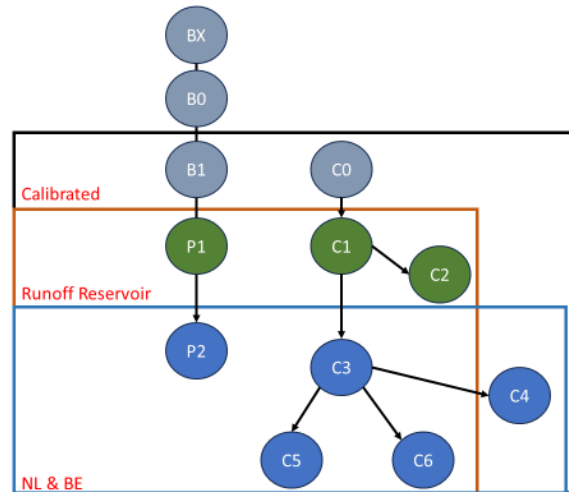 BX
B0
B1
C0
Calibrated
P1
C1
C2
Runoff Reservoir
P2
C3
C4
C5
C6
NL & BE